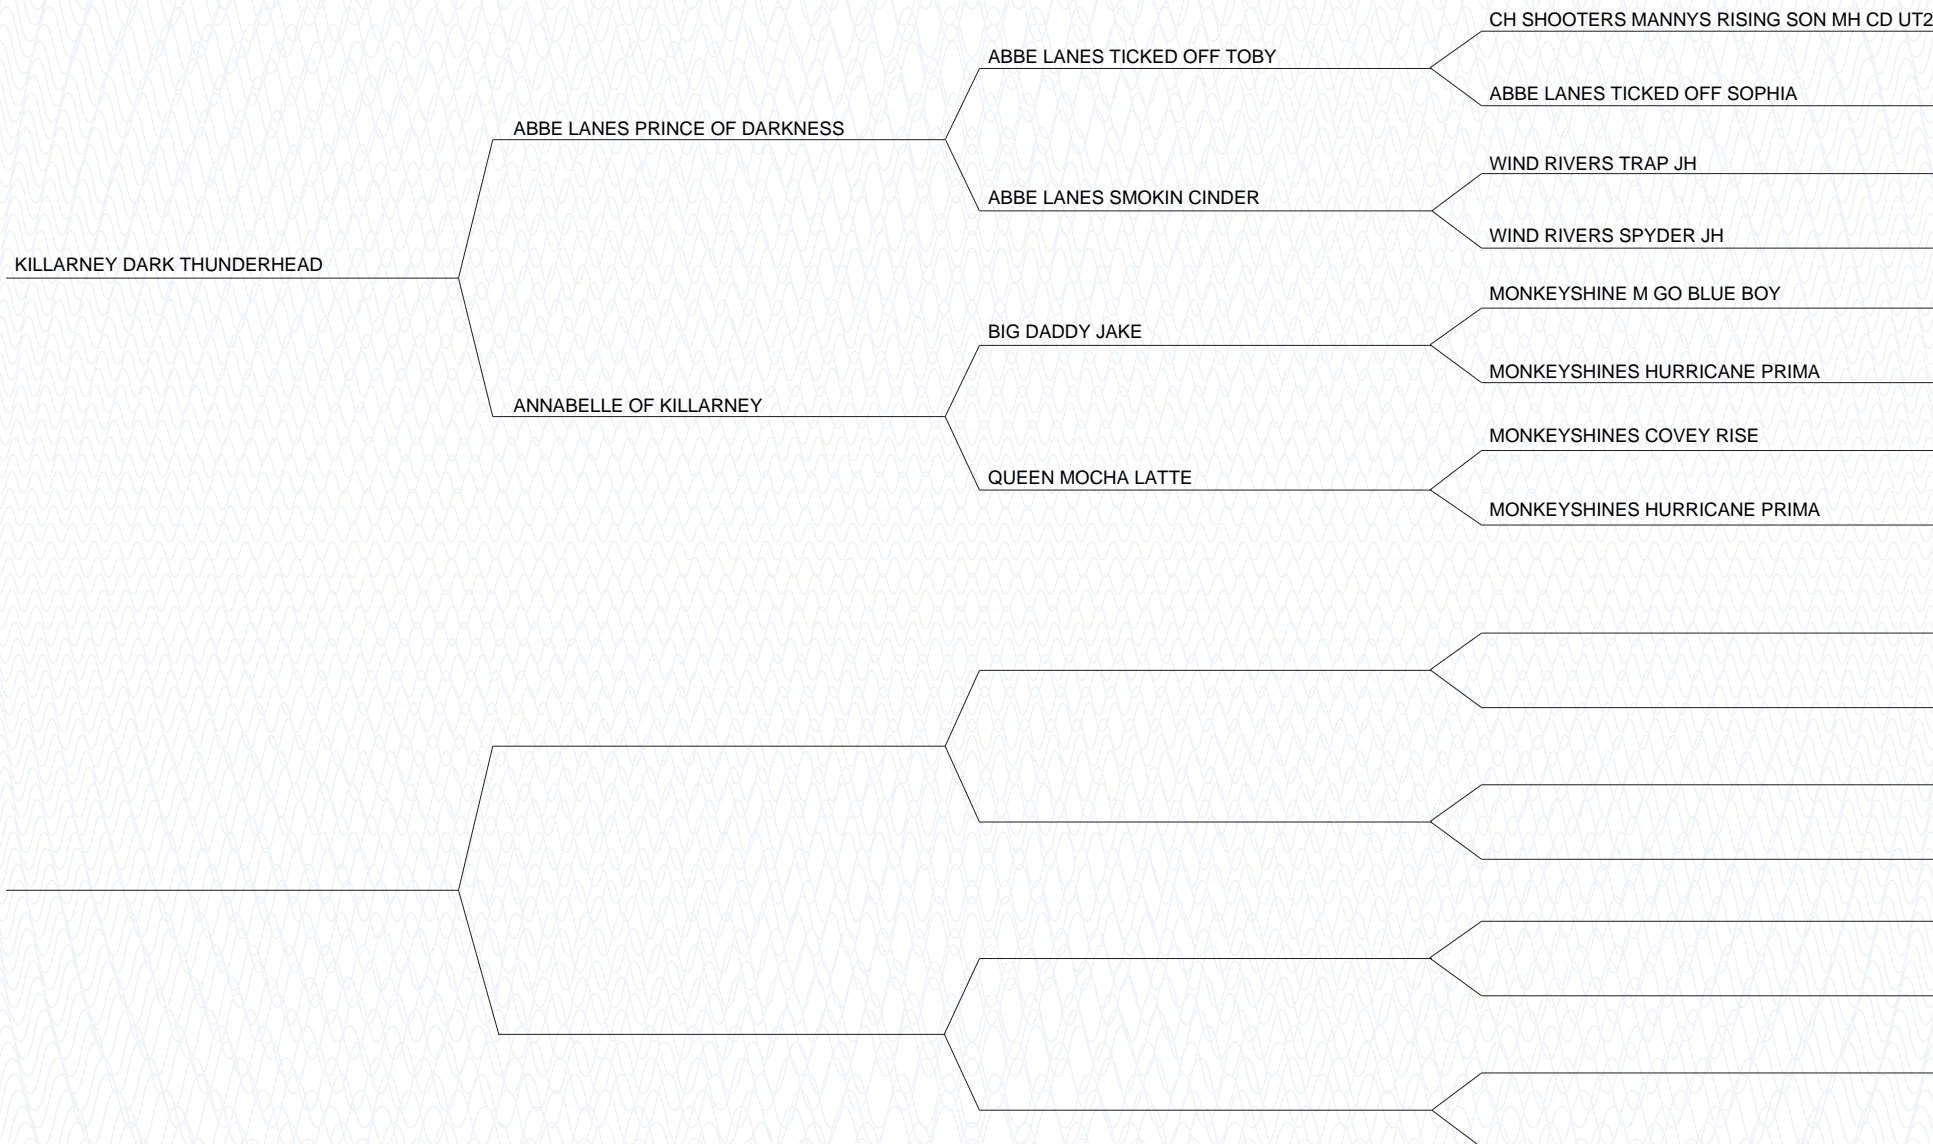 CH SHOOTERS MANNYS RISING SON MH CD UT2
ABBE LANES TICKED OFF TOBY
ABBE LANES TICKED OFF SOPHIA
ABBE LANES PRINCE OF DARKNESS
WIND RIVERS TRAP JH
ABBE LANES SMOKIN CINDER
WIND RIVERS SPYDER JH
KILLARNEY DARK THUNDERHEAD
MONKEYSHINE M GO BLUE BOY
BIG DADDY JAKE
MONKEYSHINES HURRICANE PRIMA
ANNABELLE OF KILLARNEY
MONKEYSHINES COVEY RISE
QUEEN MOCHA LATTE
MONKEYSHINES HURRICANE PRIMA